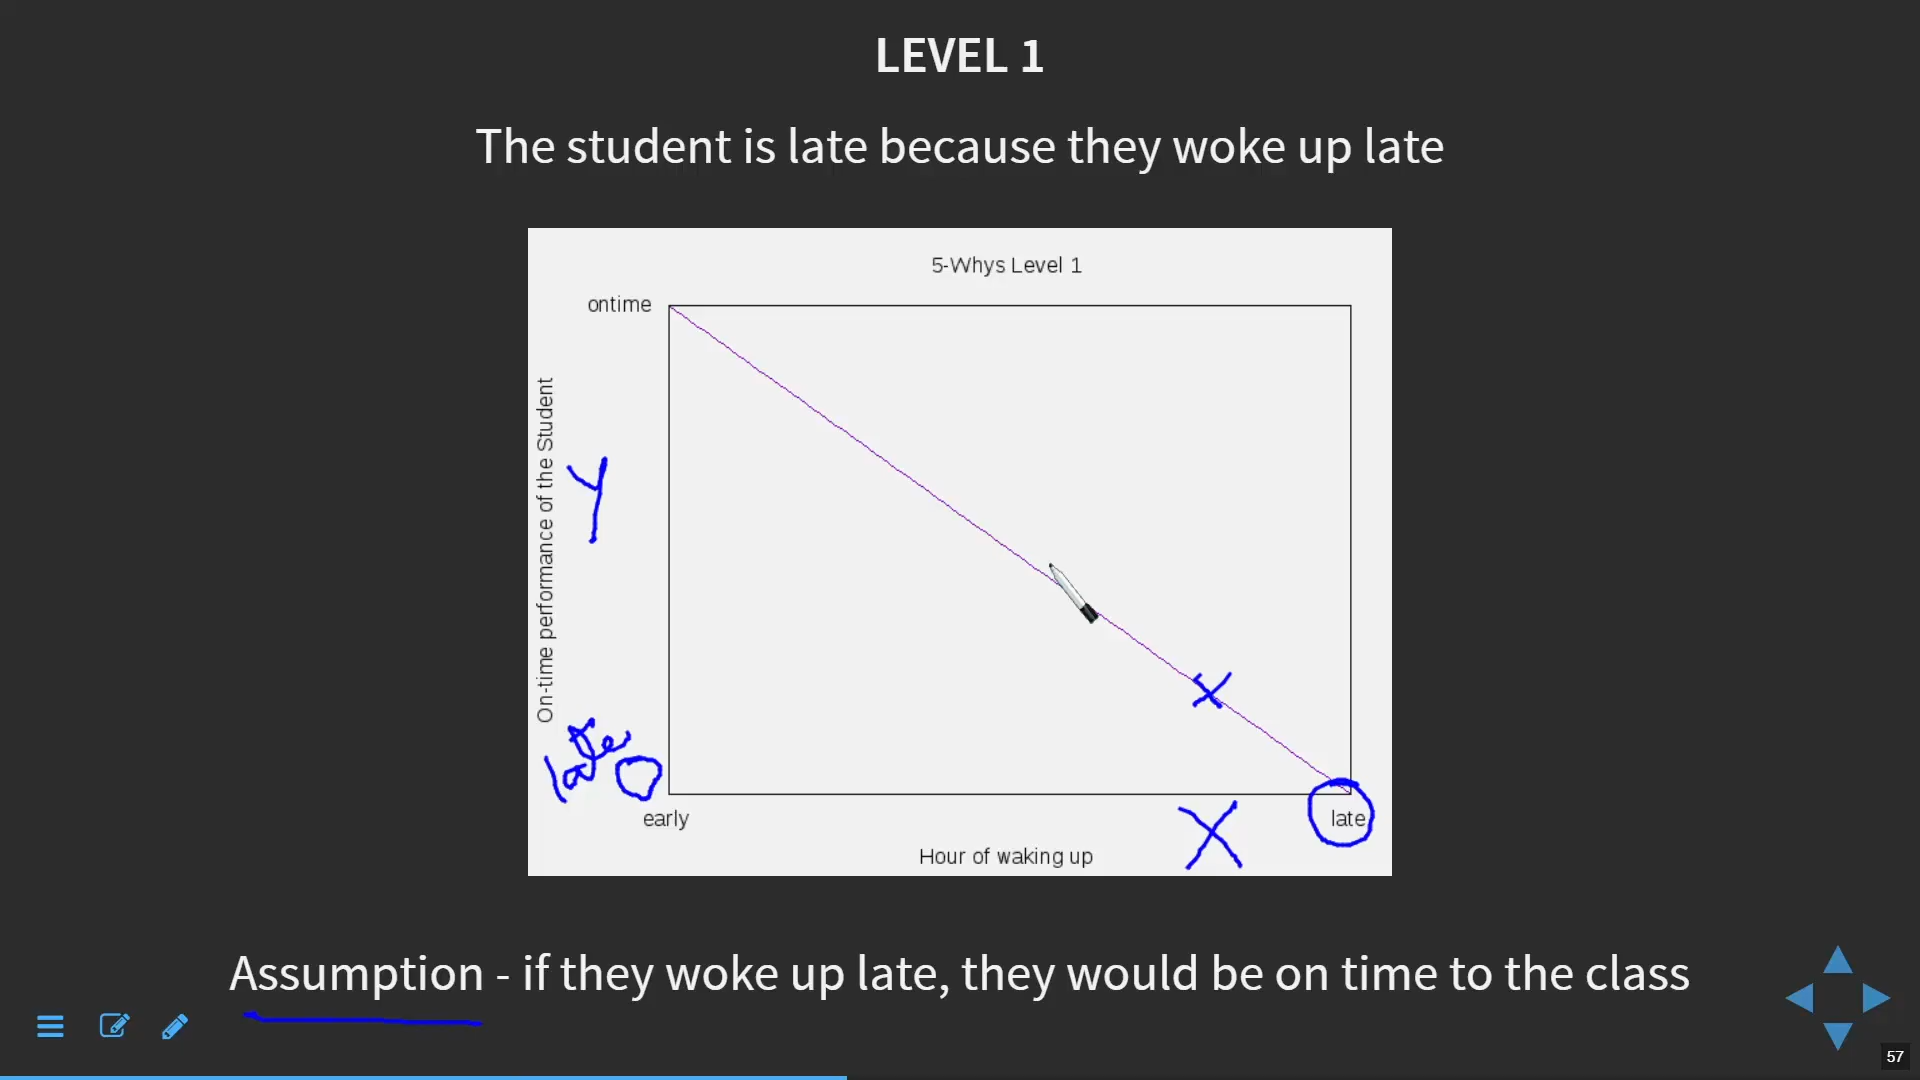 LEVEL 1
The student is late because they woke up late
5-Whys Level 1
ontime
On-time performance of the Student
Y
late
early
late
X
X
Hour of waking up
Assumption - if they woke up late, they would be on time to the class
57